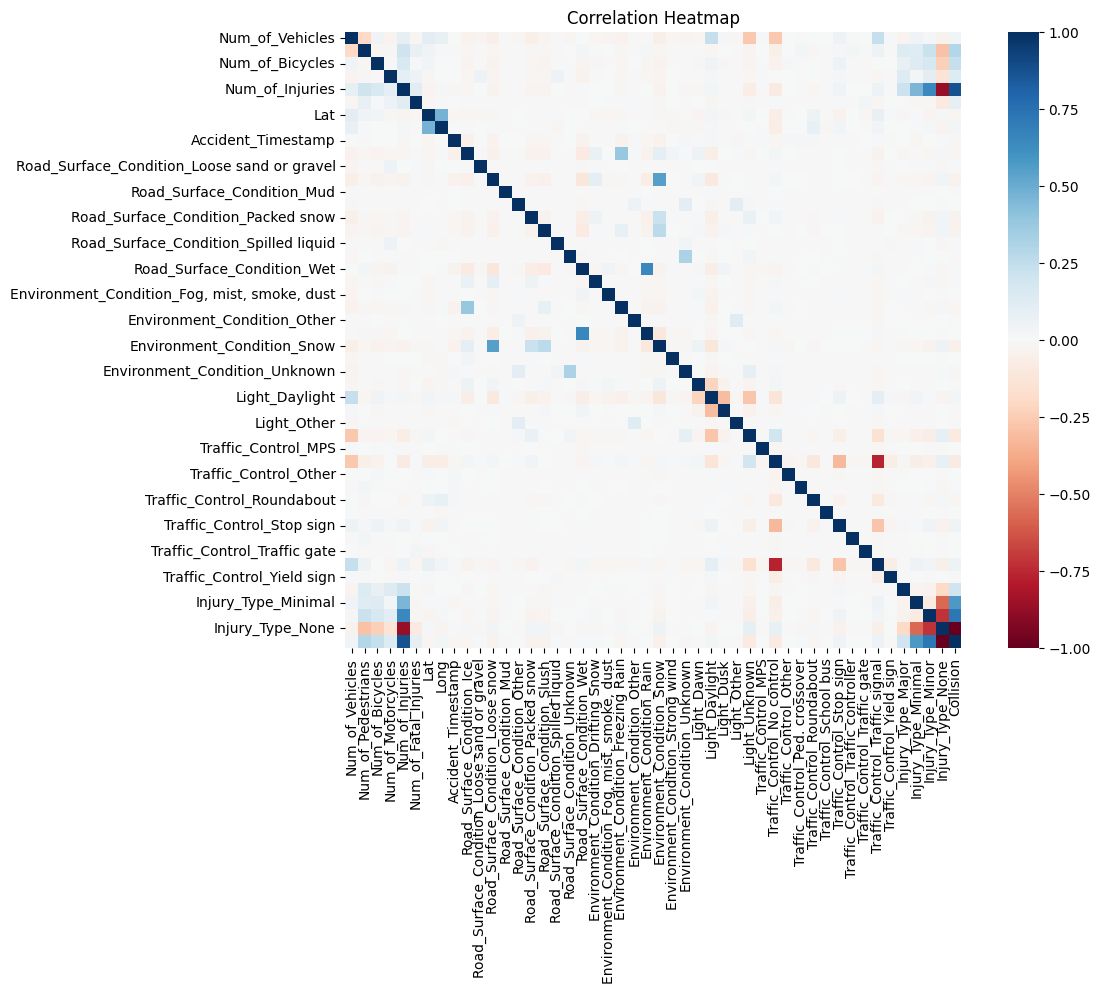 Correlation Heatmap
Num_of_Vehicles
Num_of_Bicycles
Num_of_Injuries
Lat
Accident_Timestamp
Road_Surface_Condition_Loose sand or gravel
Road_Surface_Condition_Mud
Road_Surface_Condition_Packed snow
Road_Surface_Condition_Spilled liquid
Road_Surface_Condition_Wet
Environment_Condition_Fog, mist, smoke, dust
Environment_Condition_Other
Environment_Condition_Snow
Environment_Condition_Unknown
Light_Daylight
Light_Other
Traffic_Control_MPS
Traffic_Control_Other
Traffic_Control_Roundabout
Traffic_Control_Stop sign
Traffic_Control_Traffic gate
Traffic_Control_Yield sign
Injury_Type_Minimal
Injury_Type_None
Num_of_Vehicles
Num_of_Pedestrians
Num_of_Bicycles
Num_of_Motorcycles
Num_of_Injuries
Num_of_Fatal_Injuries
Lat
Long
Accident_Timestamp
Road_Surface_Condition_Ice
Road_Surface_Condition_Loose sand or gravel
Road_Surface_Condition_Loose snow
Road_Surface_Condition_Mud
Road_Surface_Condition_Other
Road_Surface_Condition_Packed snow
Road_Surface_Condition_Slush
Road_Surface_Condition_Spilled liquid
Road_Surface_Condition_Unknown
Road_Surface_Condition_Wet
Environment_Condition_Drifting Snow
Environment_Condition_Fog, mist, smoke, dust
Environment_Condition_Freezing Rain
Environment_Condition_Other
Environment_Condition_Rain
Environment_Condition_Snow
Environment_Condition_Strong wind
Environment_Condition_Unknown
Light_Dawn
Light_Daylight
Light_Dusk
Light_Other
Light_Unknown
Traffic_Control_MPS
Traffic_Control_No control
Traffic_Control_Other
Traffic_Control_Ped. crossover
Traffic_Control_Roundabout
Traffic_Control_School bus
Traffic_Control_Stop sign
Traffic_Control_Traffic controller
Traffic_Control_Traffic gate
Traffic_Control_Traffic signal
Traffic_Control_Yield sign
Injury_Type_Major
Injury_Type_Minimal
Injury_Type_Minor
Injury_Type_None
Collision
1.00
0.75
0.50
0.25
0.00
−0.25
−0.50
−0.75
−1.00